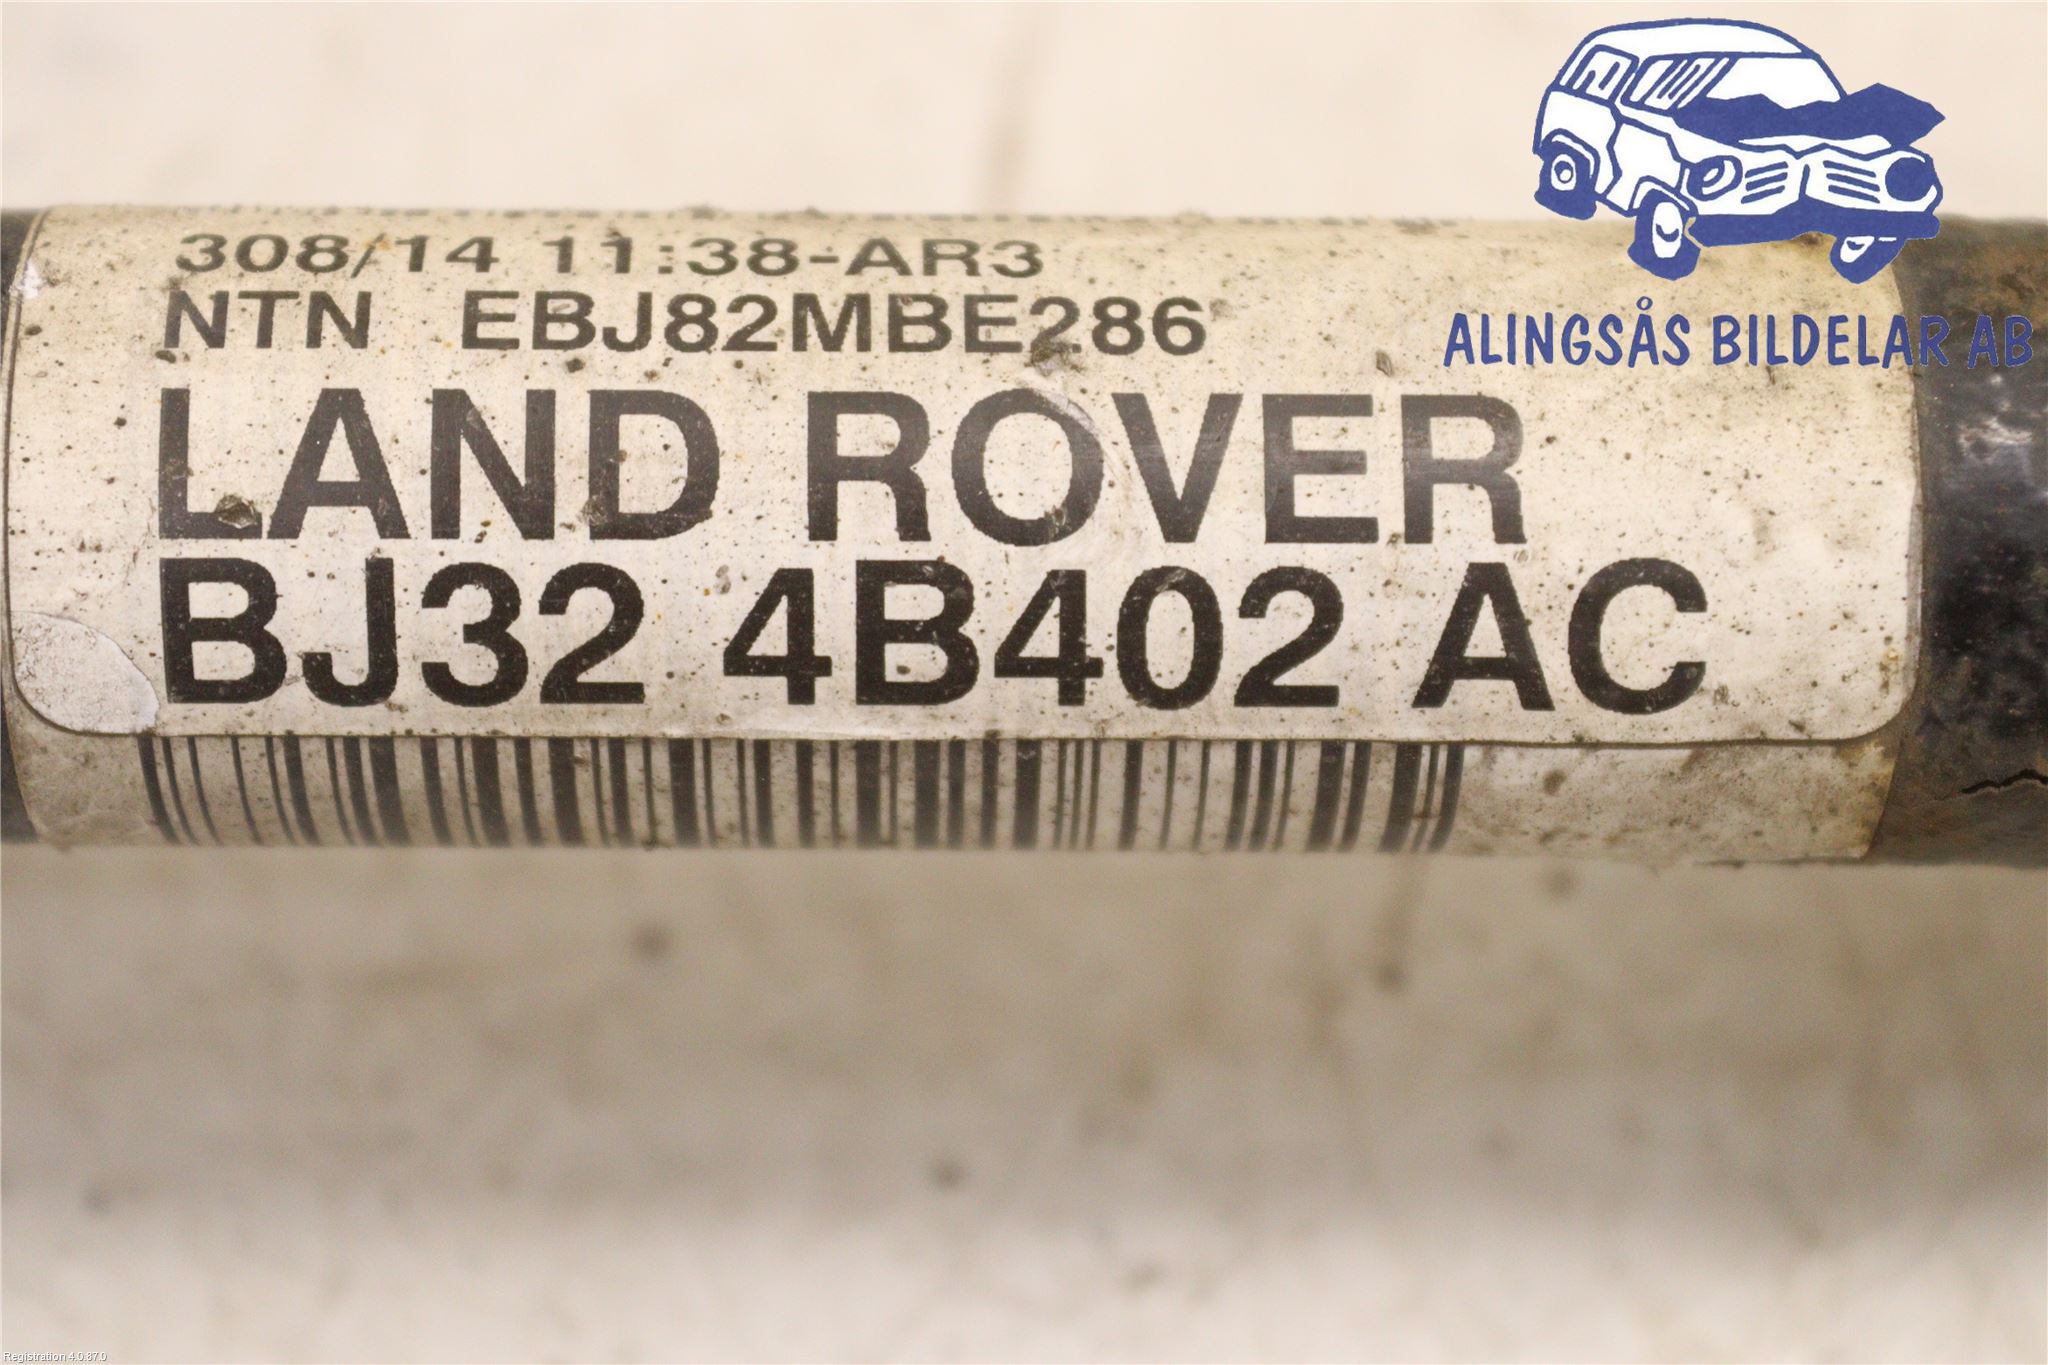 308/14 11:38-AR3
NTN EBJ82MBE286
LAND ROVER
BJ32 4B402 AC
ALINGSÅS BILDELAR AB
Registration 4.0.87.0